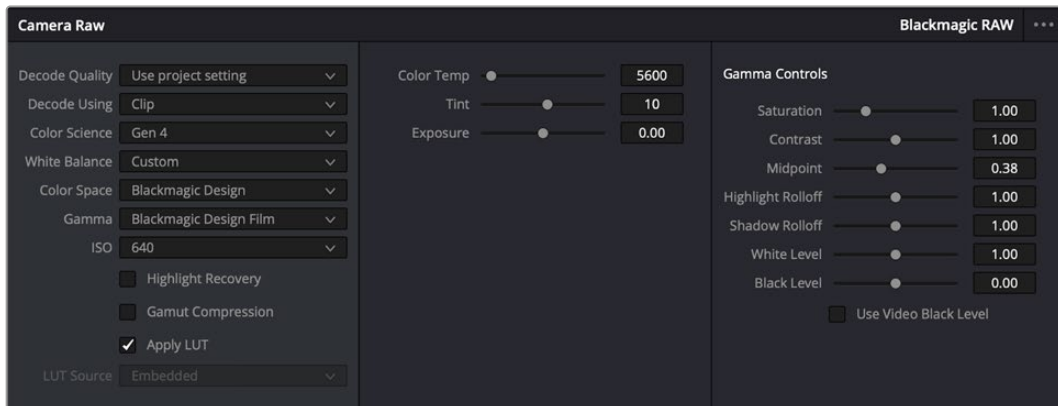 Camera Raw
Blackmagic RAW
Decode Quality Use project setting
Decode Using Clip
Color Science Gen 4
White Balance Custom
Color Space Blackmagic Design
Gamma Blackmagic Design Film
ISO 640
Highlight Recovery
Gamut Compression
Apply LUT
LUT Source Embedded
Color Temp 5600
Tint 10
Exposure 0.00
Gamma Controls
Saturation 1.00
Contrast 1.00
Midpoint 0.38
Highlight Rolloff 1.00
Shadow Rolloff 1.00
White Level 1.00
Black Level 0.00
Use Video Black Level